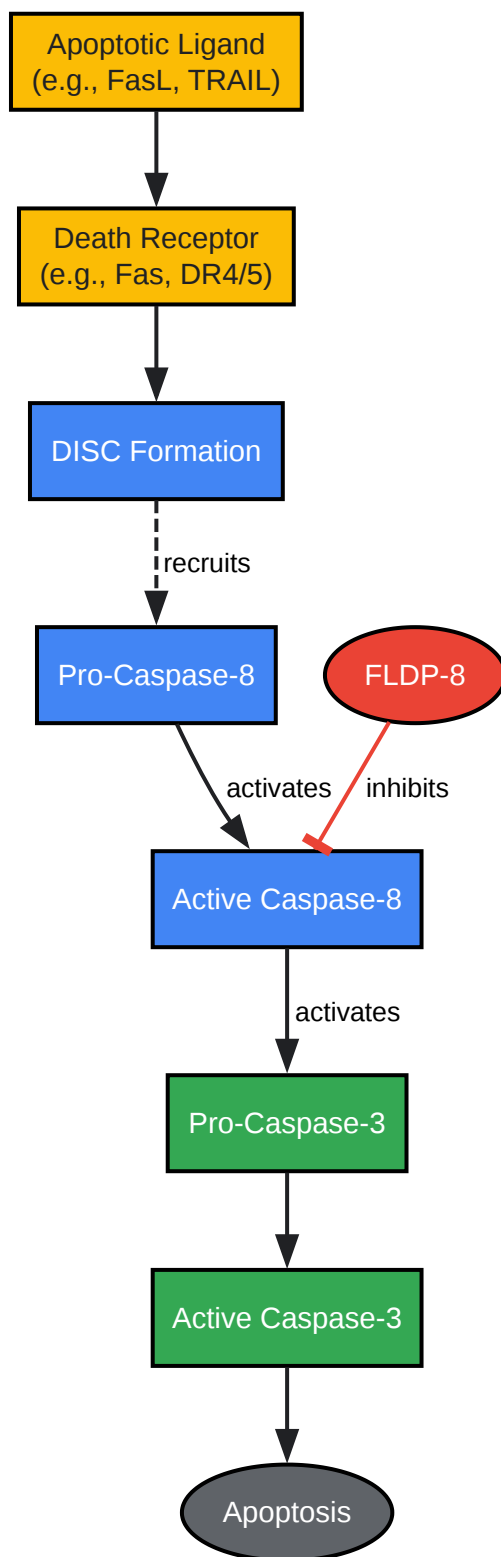 Apoptotic Ligand
(e.g., FasL, TRAIL)
Death Receptor
(e.g., Fas, DR4/5)
DISC Formation
recruits
Pro-Caspase-8
FLDP-8
activates
inhibits
Active Caspase-8
activates
Pro-Caspase-3
Active Caspase-3
Apoptosis